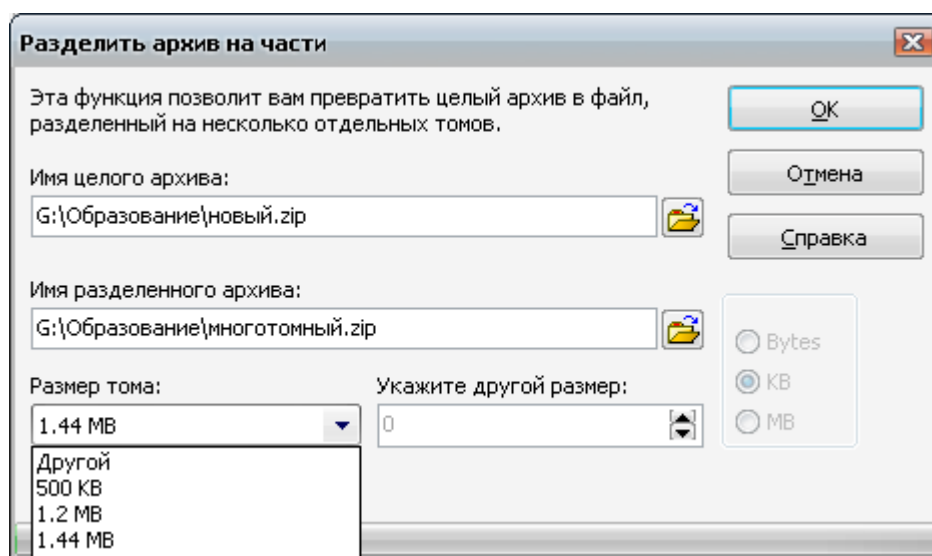 Разделить архив на части
Эта функция позволит вам превратить целый архив в файл,
разделенный на несколько отдельных томов.
OK
Отмена
Справка
Имя целого архива:
G:\Образование\новый.zip
Имя разделенного архива:
G:\Образование\многотомный.zip
Размер тома:
Укажите другой размер:
1.44 MB
0
Bytes
KB
MB
Другой
500 KB
1.2 MB
1.44 MB